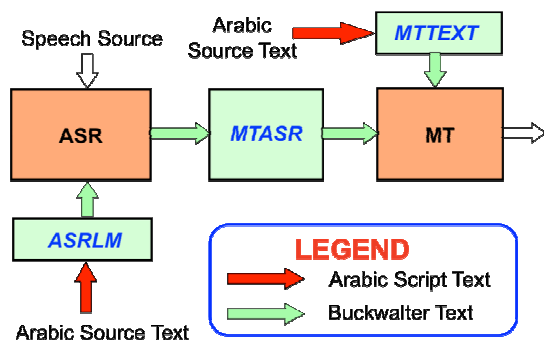 Speech Source
Arabic
Source Text
MTTEXT
ASR
MTASR
MT
ASRLM
Arabic Source Text
LEGEND
Arabic Script Text
Buckwalter Text